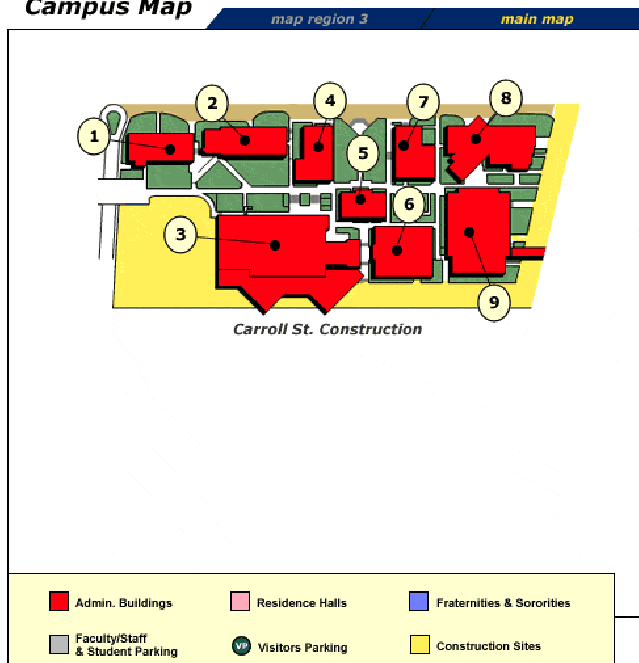 Campus Map
map region 3
main map
1
2
3
4
5
6
7
8
9
Carroll St. Construction
Admin. Buildings
Residence Halls
Fraternities & Sororities
Faculty/Staff
& Student Parking
VP
Visitors Parking
Construction Sites